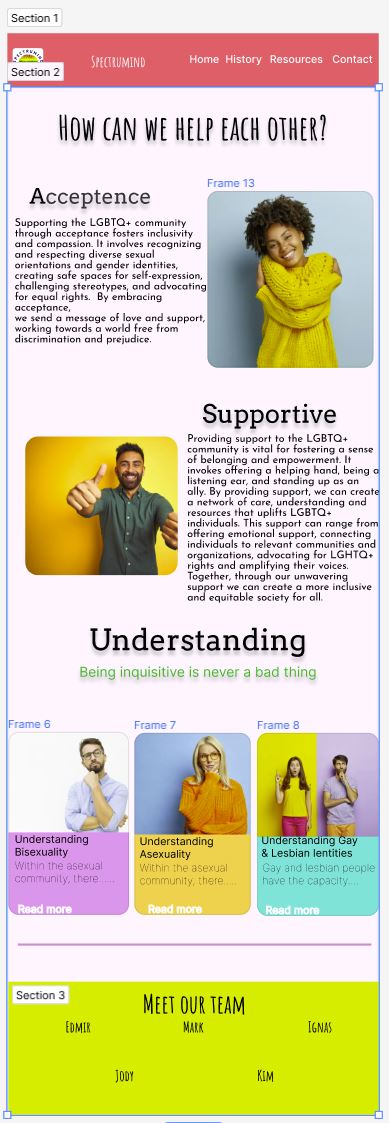 Section 1
SPECTRUMIND
Spectrumind
Home History Resources Contact
Section 2
How can we help each other?
Frame 13
Acceptence
Supporting the LGBTQ+ community
through acceptance fosters inclusivity
and compassion. It involves recognizing
and respecting diverse sexual
orientations and gender identities,
creating safe spaces for self-expression,
challenging stereotypes, and advocating
for equal rights. By embracing
acceptance,
we send a message of love and support,
working towards a world free from
discrimination and prejudice.
Supportive
Providing support to the LGBTQ+
community is vital for fostering a sense
of belonging and empowerment. It
invokes offering a helping hand, being a
listening ear, and standing up as an
ally. By providing support, we can create
a network of care, understanding and
resources that uplifts LGBTQ+
individuals. This support can range from
offering emotional support, connecting
individuals to relevant communities and
organizations, advocating for LGHTQ+
rights and amplifying their voices.
Together, through our unwavering
support we can create a more inclusive
and equitable society for all.
Understanding
Being inquisitive is never a bad thing
Frame 6
Understanding
Bisexuality
Within the asexual
community, there......
Read more
Frame 7
Understanding
Asexuality
Within the asexual
community, there.....
Read more
Frame 8
Understanding Gay
& Lesbian Ientities
Gay and lesbian people
have the capacity....
Read more
Section 3
Meet our team
Edmir Mark Ignas
Jody Kim